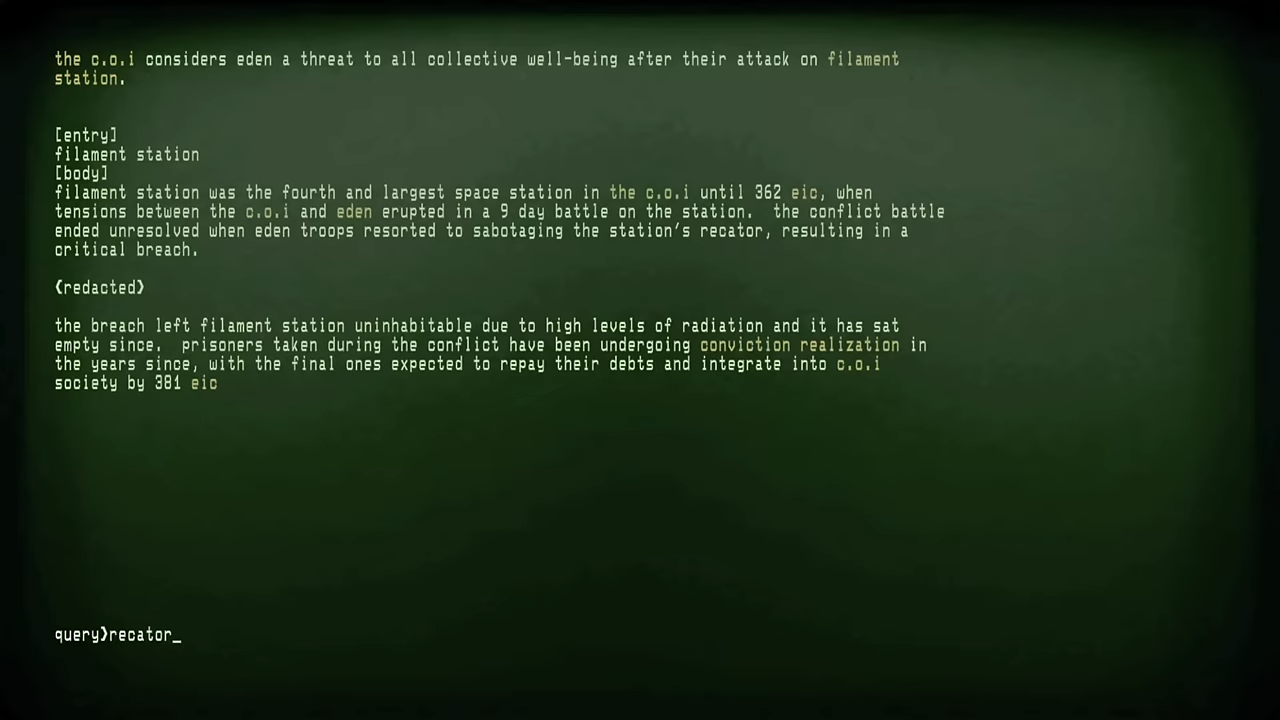 the c.o.i considers eden a threat to all collective well-being after their attack on filament
station.
[entry]
filament station
[body]
filament station was the fourth and largest space station in the c.o.i until 362 eic, when
tensions between the c.o.i and eden erupted in a 9 day battle on the station.  the conflict battle
ended unresolved when eden troops resorted to sabotaging the station's recator, resulting in a
critical breach.
{redacted}
the breach left filament station uninhabitable due to high levels of radiation and it has sat
empty since.  prisoners taken during the conflict have been undergoing conviction realization in
the years since, with the final ones expected to repay their debts and integrate into c.o.i
society by 381 eic
query}recator_